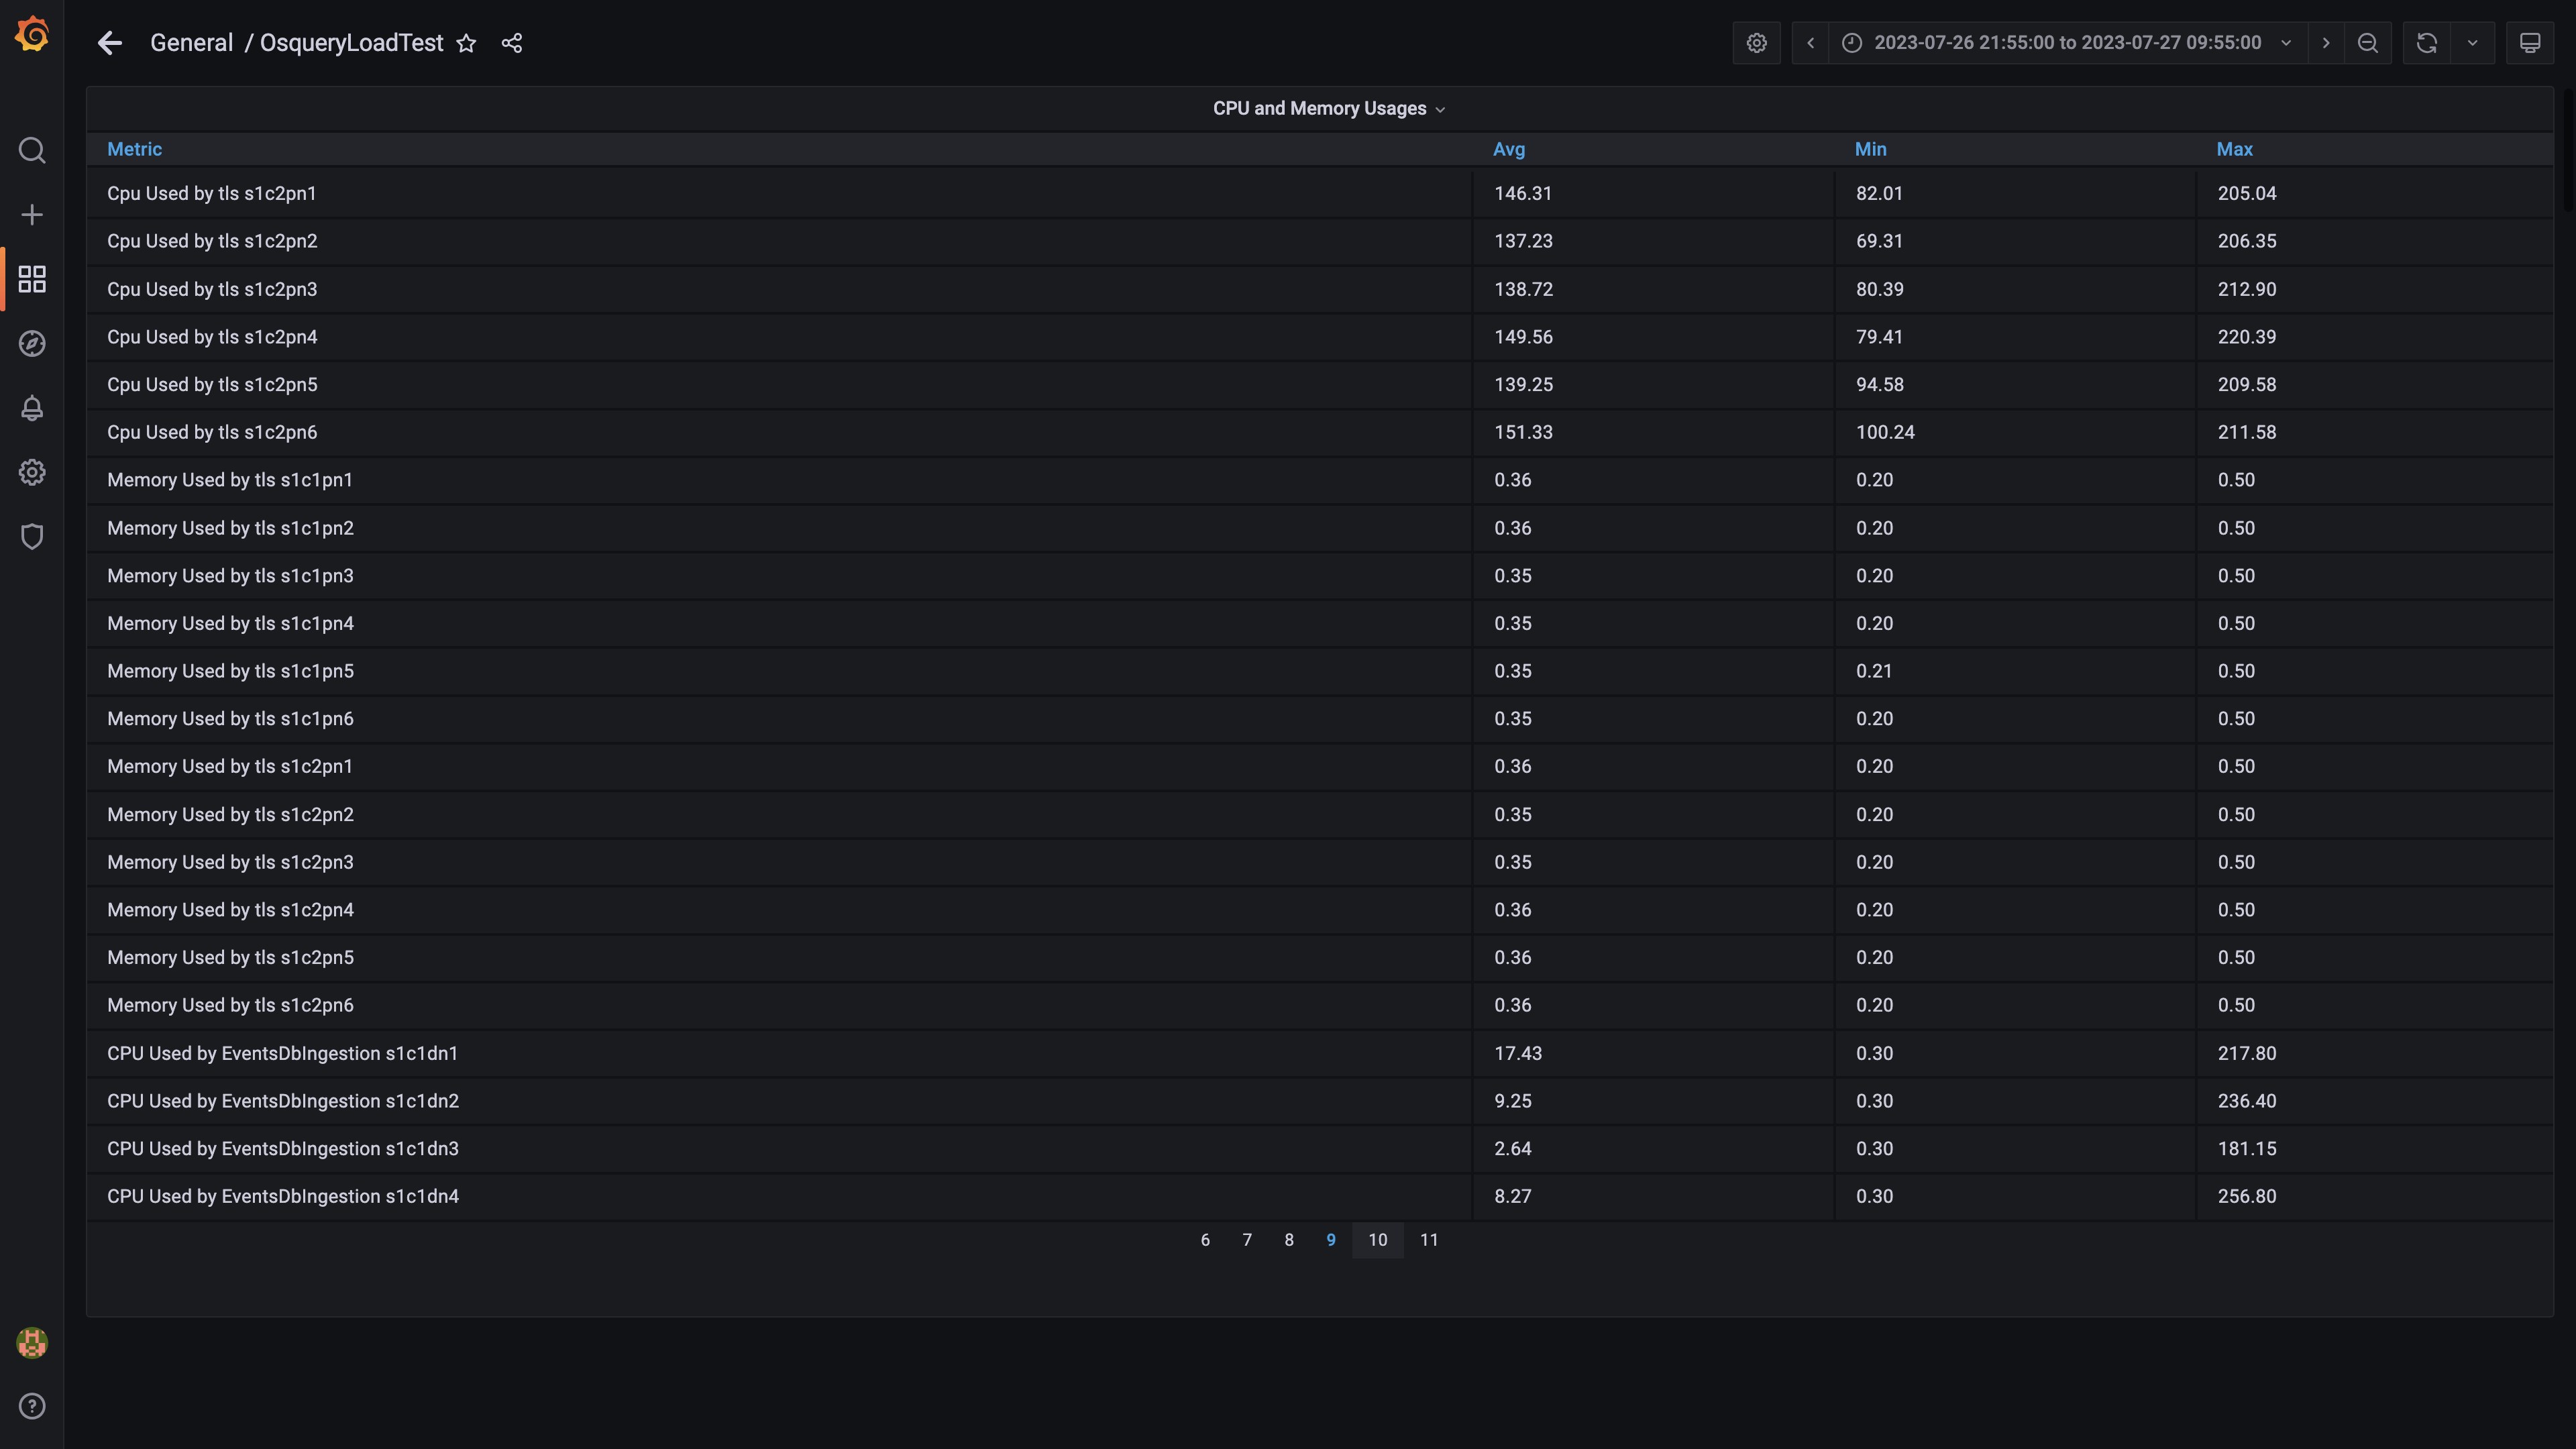 General / OsqueryLoadTest
2023-07-26 21:55:00 to 2023-07-27 09:55:00
CPU and Memory Usages
Metric Avg Min Max
Cpu Used by tls s1c2pn1 146.31 82.01 205.04
Cpu Used by tls s1c2pn2 137.23 69.31 206.35
Cpu Used by tls s1c2pn3 138.72 80.39 212.90
Cpu Used by tls s1c2pn4 149.56 79.41 220.39
Cpu Used by tls s1c2pn5 139.25 94.58 209.58
Cpu Used by tls s1c2pn6 151.33 100.24 211.58
Memory Used by tls s1c1pn1 0.36 0.20 0.50
Memory Used by tls s1c1pn2 0.36 0.20 0.50
Memory Used by tls s1c1pn3 0.35 0.20 0.50
Memory Used by tls s1c1pn4 0.35 0.20 0.50
Memory Used by tls s1c1pn5 0.35 0.21 0.50
Memory Used by tls s1c1pn6 0.35 0.20 0.50
Memory Used by tls s1c2pn1 0.36 0.20 0.50
Memory Used by tls s1c2pn2 0.35 0.20 0.50
Memory Used by tls s1c2pn3 0.35 0.20 0.50
Memory Used by tls s1c2pn4 0.36 0.20 0.50
Memory Used by tls s1c2pn5 0.36 0.20 0.50
Memory Used by tls s1c2pn6 0.36 0.20 0.50
CPU Used by EventsDbIngestion s1c1dn1 17.43 0.30 217.80
CPU Used by EventsDbIngestion s1c1dn2 9.25 0.30 236.40
CPU Used by EventsDbIngestion s1c1dn3 2.64 0.30 181.15
CPU Used by EventsDbIngestion s1c1dn4 8.27 0.30 256.80
6 7 8 9 10 11